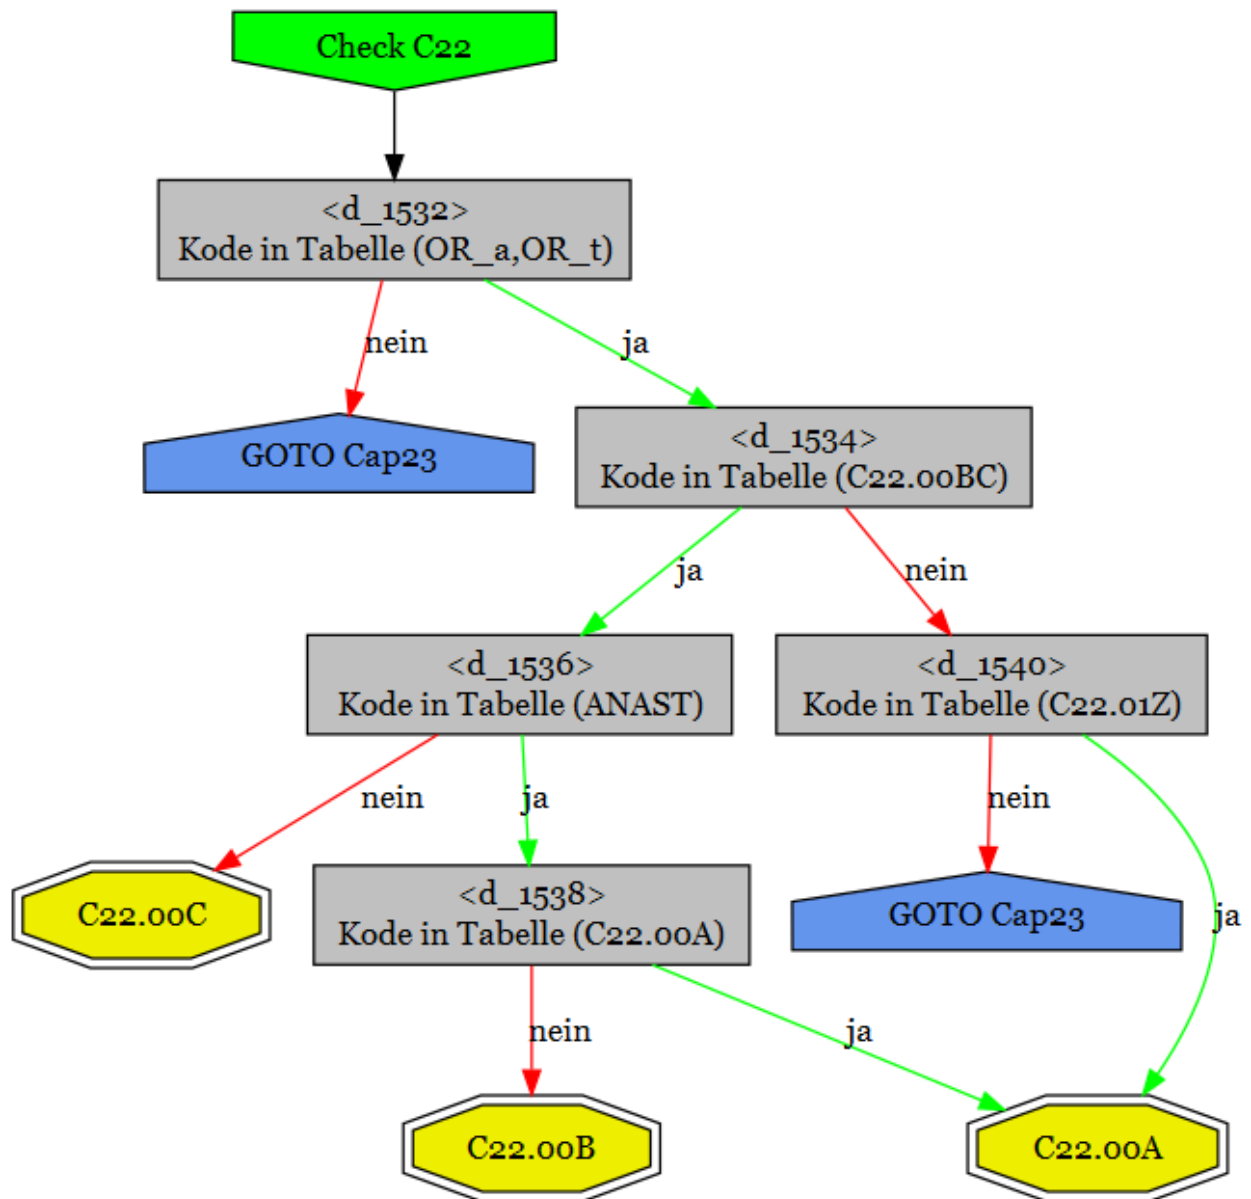 Check C22
<d_1532>
Kode in Tabelle (OR_a,OR_t)
nein
ja
GOTO Cap23
<d_1534>
Kode in Tabelle (C22.00BC)
ja
nein
<d_1536>
Kode in Tabelle (ANAST)
<d_1540>
Kode in Tabelle (C22.01Z)
nein
ja
nein
ja
C22.00C
<d_1538>
Kode in Tabelle (C22.00A)
GOTO Cap23
nein
ja
C22.00B
C22.00A